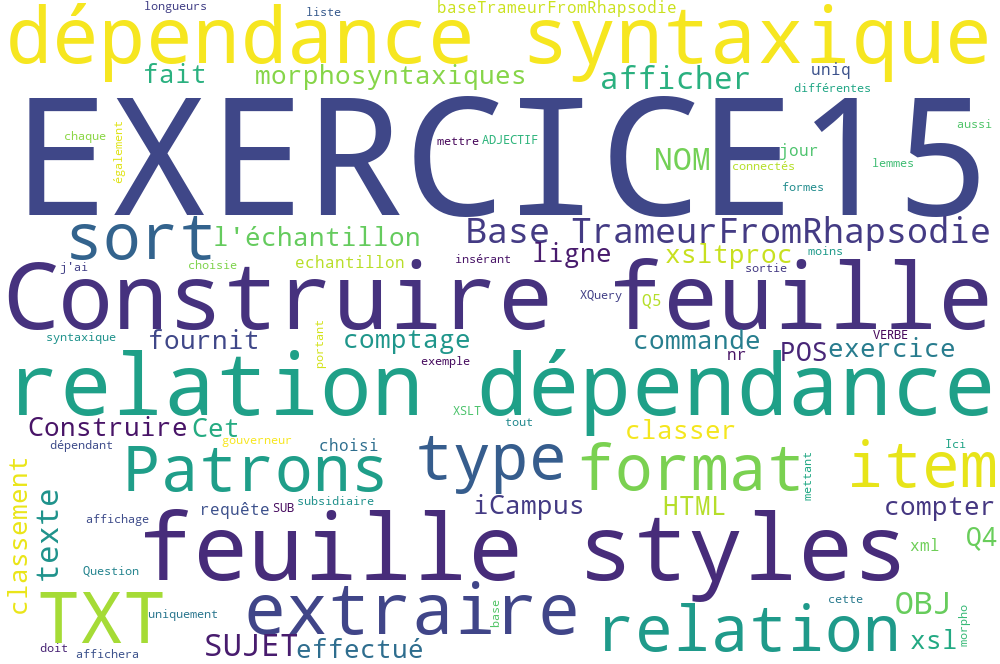 longueurs
liste
baseTrameurFromRhapsodie
dépendance syntaxique
fait
morphosyntaxiques
afficher
uniq
différentes
EXERCICE15
chaque
également
mettre
ADJECTIF
NOM
jour
connectés
lemmes
aussi
formes
sort
l'échantillon
Base TrameurFromRhapsodie
ligne
xsltproc
moins
j'ai
choisie
echantillon
insérant
sortie
Construire feuille
XQuery
Q5
syntaxique
fournit
portant
comptage
commande
VERBE
exemple
nr
POS
exercice
relation dépendance
XSLT
tout
Construire
Cet
dépendant
gouverneur
choisi
classer
Ici
Patrons
type
format
mettant
item
classement
texte
affichage
requête
SUB
subsidiaire
iCampus
HTML
compter
feuille styles
Question
xml
Q4
TXT
uniquement
extraire
base
cette
OBJ
relation
xsl
morpho
doit
affichera
SUJET
effectué